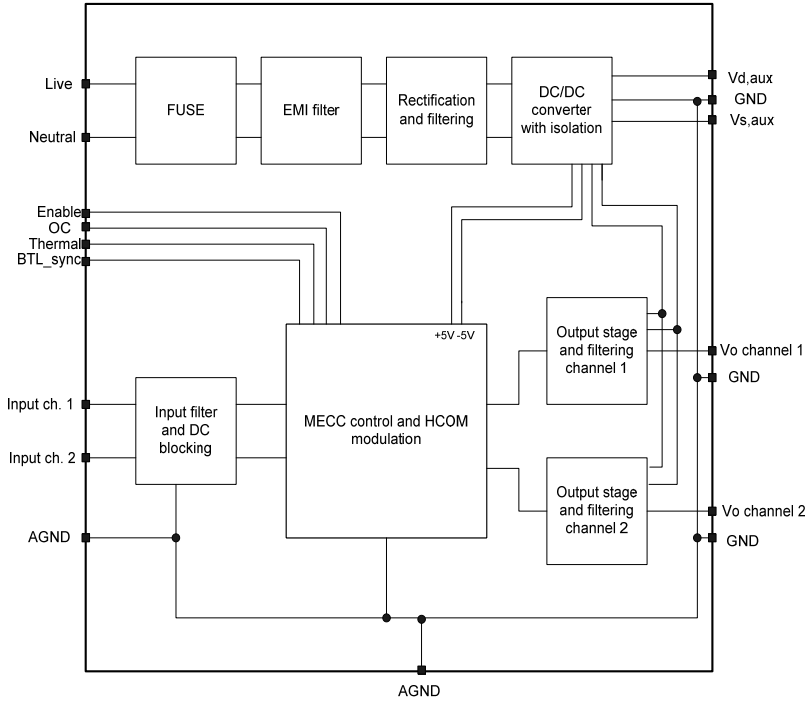 Live
Neutral
FUSE
EMI filter
Rectification
and filtering
DC/DC
converter
with isolation
Vd,aux
GND
Vs,aux
Enable
OC
Thermal
BTL_sync
+5V -5V
MECC control and HCOM
modulation
Output stage
and filtering
channel 1
Vo channel 1
GND
Input ch. 1
Input ch. 2
Input filter
and DC
blocking
AGND
Output stage
and filtering
channel 2
Vo channel 2
GND
AGND